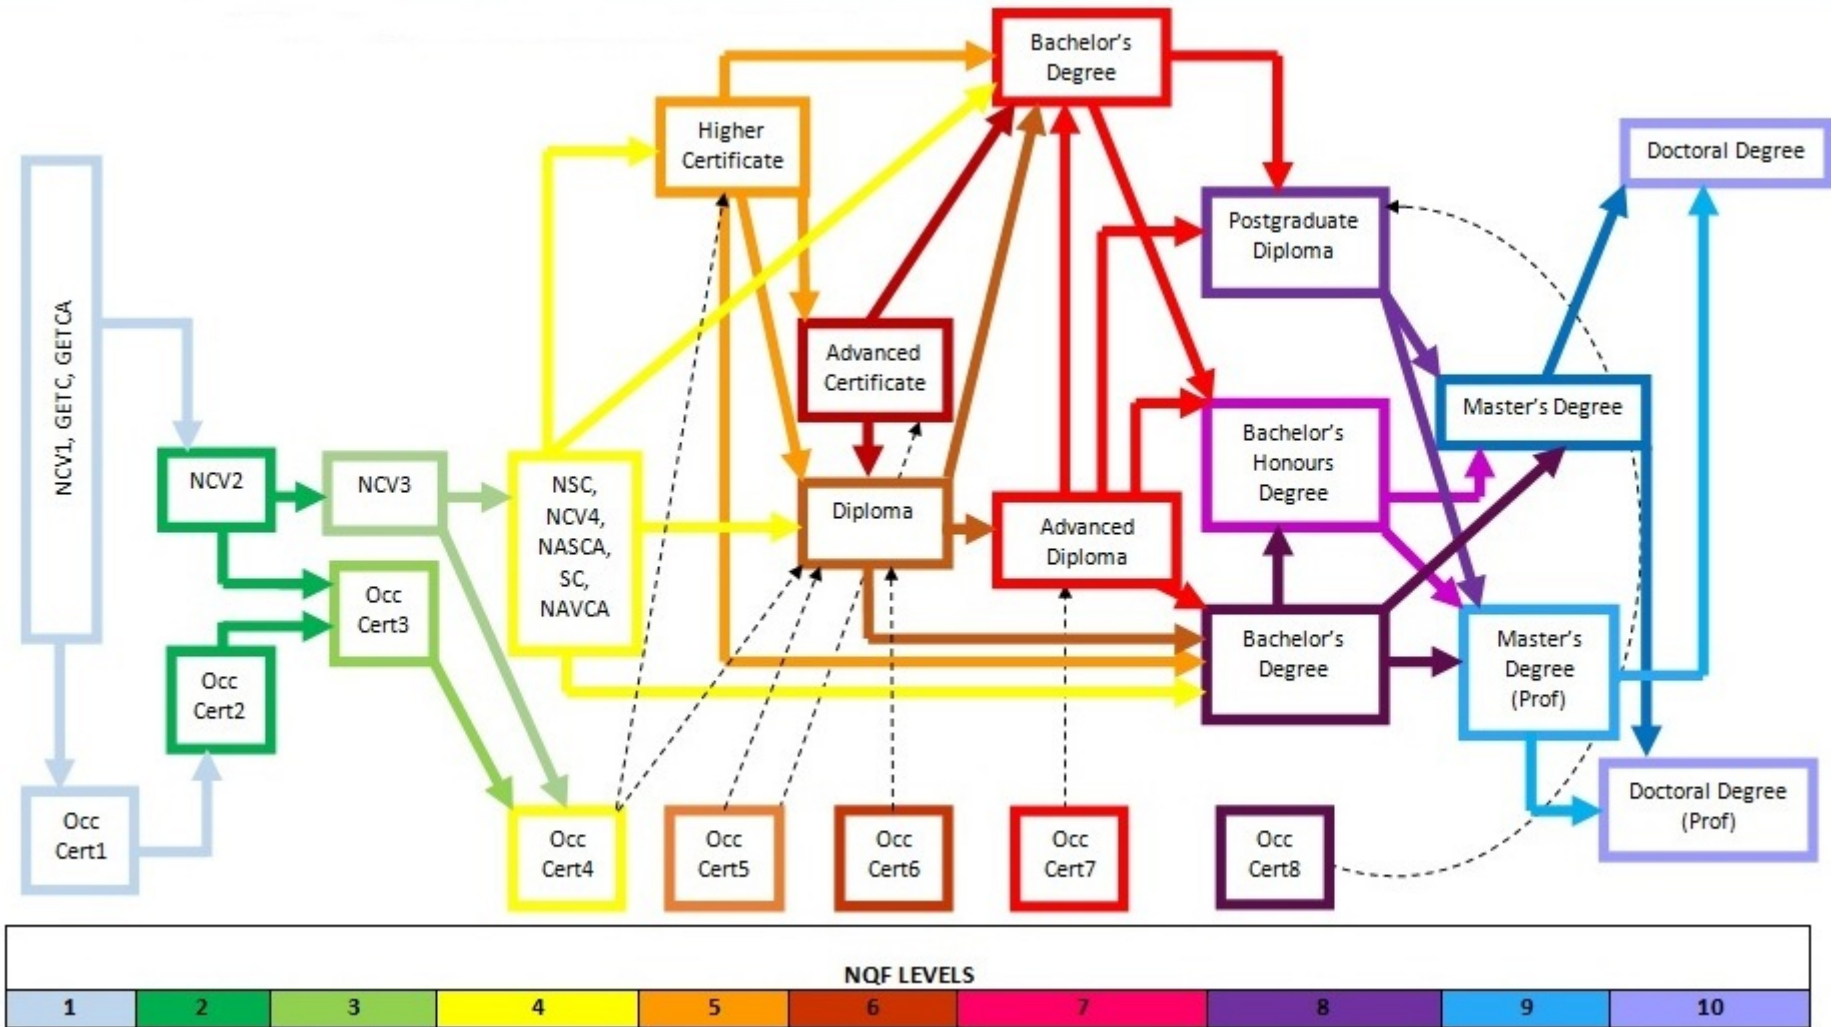 Bachelor's
Degree
Higher
Certificate
Doctoral Degree
Postgraduate
Diploma
NCV1, GETC, GETCA
Advanced
Certificate
Master's Degree
Bachelor's
Honours
Degree
NCV2
NCV3
NSC,
NCV4,
NASCA,
SC,
NAVCA
Diploma
Advanced
Diploma
Occ
Cert3
Bachelor's
Degree
Master's
Degree
(Prof)
Occ
Cert2
Doctoral Degree
(Prof)
Occ
Cert1
Occ
Cert4
Occ
Cert5
Occ
Cert6
Occ
Cert7
Occ
Cert8
NQF LEVELS
1 2 3 4 5 6 7 8 9 10